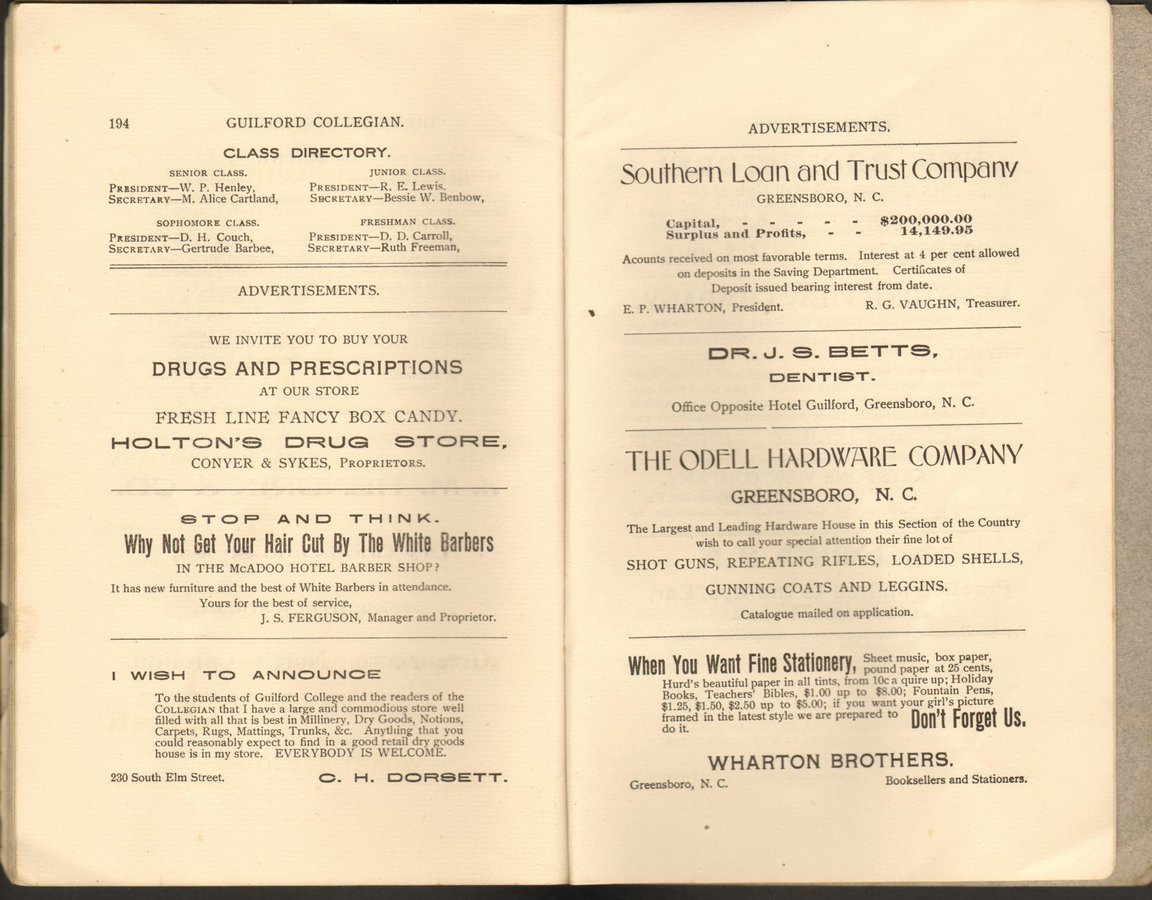 194 GUILFORD COLLEGIAN.
CLASS DIRECTORY.
SENIOR CLASS.
PRESIDENT—W. P. Henley,
SECRETARY—M. Alice Cartland,
JUNIOR CLASS.
PRESIDENT—R. E. Lewis.
SECRETARY—Bessie W. Benbow,
SOPHOMORE CLASS.
PRESIDENT—D. H. Couch,
SECRETARY—Gertrude Barbee,
FRESHMAN CLASS.
PRESIDENT—D. D. Carroll,
SECRETARY—Ruth Freeman,
ADVERTISEMENTS.
WE INVITE YOU TO BUY YOUR
DRUGS AND PRESCRIPTIONS
AT OUR STORE
FRESH LINE FANCY BOX CANDY.
HOLTON'S DRUG STORE,
CONYER & SYKES, PROPRIETORS.
STOP AND THINK.
Why Not Get Your Hair Cut By The White Barbers
IN THE McADOO HOTEL BARBER SHOP?
It has new furniture and the best of White Barbers in attendance.
Yours for the best of service,
J. S. FERGUSON, Manager and Proprietor.
I WISH TO ANNOUNCE
To the students of Guilford College and the readers of the
COLLEGIAN that I have a large and commodious store well
filled with all that is best in Millinery, Dry Goods, Notions,
Carpets, Rugs, Mattings, Trunks, &c. Anything that you
could reasonably expect to find in a good retail dry goods
house is in my store. EVERYBODY IS WELCOME.
230 South Elm Street. C. H. DORSETT.
ADVERTISEMENTS.
Southern Loan and Trust Company
GREENSBORO, N. C.
Capital, - - - - - $200,000.00
Surplus and Profits, - - 14,149.95
Acounts received on most favorable terms. Interest at 4 per cent allowed
on deposits in the Saving Department. Certificates of
Deposit issued bearing interest from date.
E. P. WHARTON, President. R. G. VAUGHN, Treasurer.
DR. J. S. BETTS,
DENTIST.
Office Opposite Hotel Guilford, Greensboro, N. C.
THE ODELL HARDWARE COMPANY
GREENSBORO, N. C.
The Largest and Leading Hardware House in this Section of the Country
wish to call your special attention their fine lot of
SHOT GUNS, REPEATING RIFLES, LOADED SHELLS,
GUNNING COATS AND LEGGINS.
Catalogue mailed on application.
When You Want Fine Stationery, Sheet music, box paper,
pound paper at 25 cents,
Hurd's beautiful paper in all tints, from 10c a quire up; Holiday
Books, Teachers' Bibles, $1.00 up to $8.00; Fountain Pens,
$1.25, $1.50, $2.50 up to $5.00; if you want your girl's picture
framed in the latest style we are prepared to
do it. Don't Forget Us.
WHARTON BROTHERS.
Greensboro, N. C. Booksellers and Stationers.